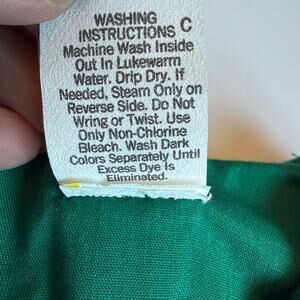 WASHING
INSTRUCTIONS C
Machine Wash Inside
Out In Lukewarm
Water. Drip Dry. If
Needed, Steam Only on
Reverse Side. Do Not
Wring or Twist. Use
Only Non-Chlorine
Bleach. Wash Dark
Colors Separately Until
Excess Dye is
Eliminated.